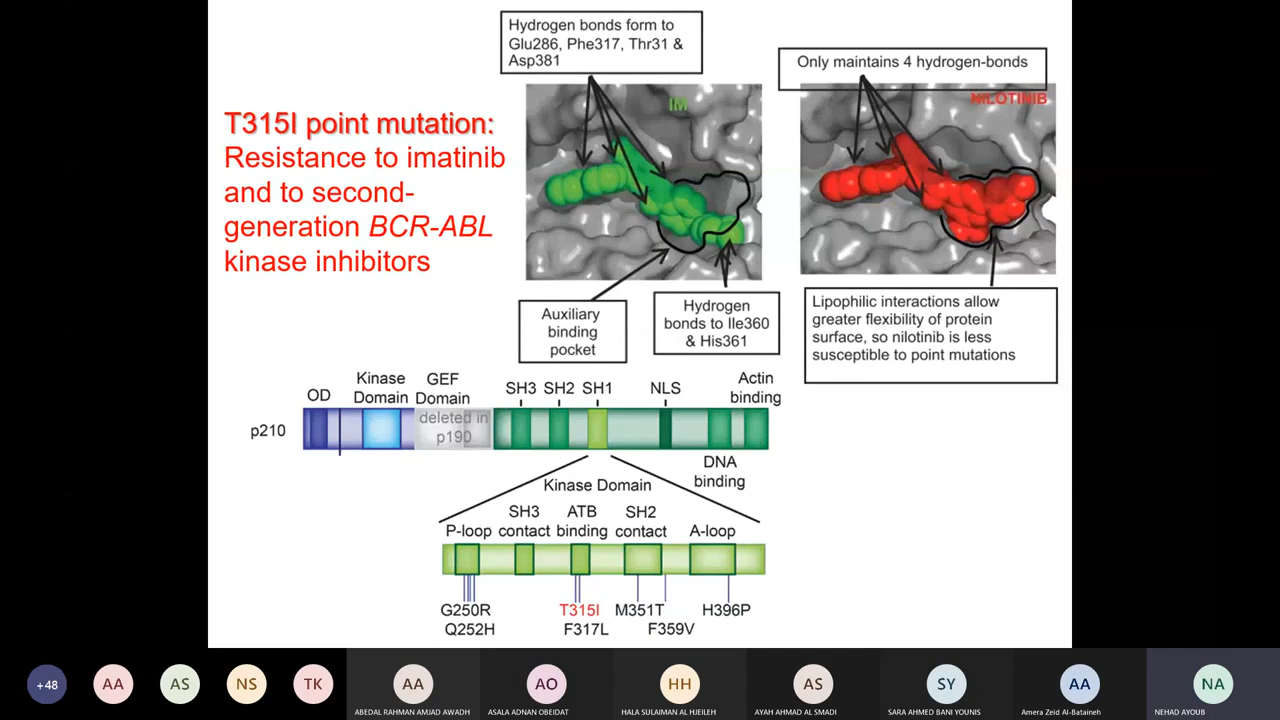 Hydrogen bonds form to
Glu286, Phe317, Thr31 &
Asp381
Only maintains 4 hydrogen-bonds
IM
NILOTINIB
T315I point mutation:
Resistance to imatinib
and to second-
generation BCR-ABL
kinase inhibitors
Auxiliary
binding
pocket
Hydrogen
bonds to Ile360
& His361
Lipophilic interactions allow
greater flexibility of protein
surface, so nilotinib is less
susceptible to point mutations
OD
Kinase
Domain
GEF
Domain
deleted in
p190
SH3
SH2
SH1
NLS
Actin
binding
p210
DNA
binding
Kinase Domain
P-loop
SH3
contact
ATB
binding
SH2
contact
A-loop
G250R
Q252H
T315I
F317L
M351T
F359V
H396P
+48
AA
AS
NS
TK
AA
ABEDAL RAHMAN AMJAD AWADH
AO
ASALA ADNAN OBEIDAT
HH
HALA SULAIMAN AL HJEILEH
AS
AYAH AHMAD AL SMADI
SY
SARA AHMED BANI YOUNIS
AA
Amera Zeid Al-Bataineh
NA
NEHAD AYOUB